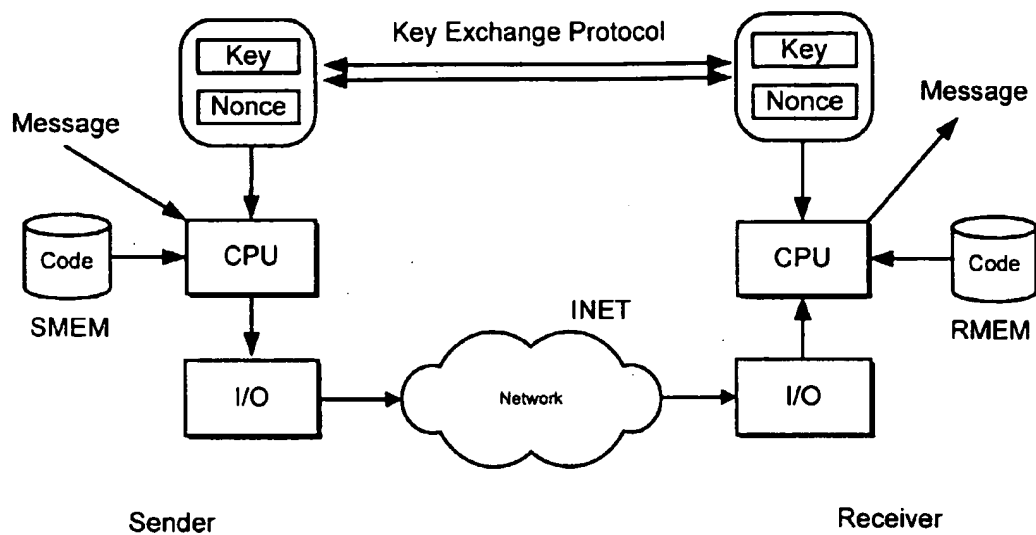 Key Exchange Protocol
Key
Nonce
Key
Nonce
Message
Message
Code
CPU
CPU
Code
SMEM
INET
RMEM
I/O
Network
I/O
Sender
Receiver